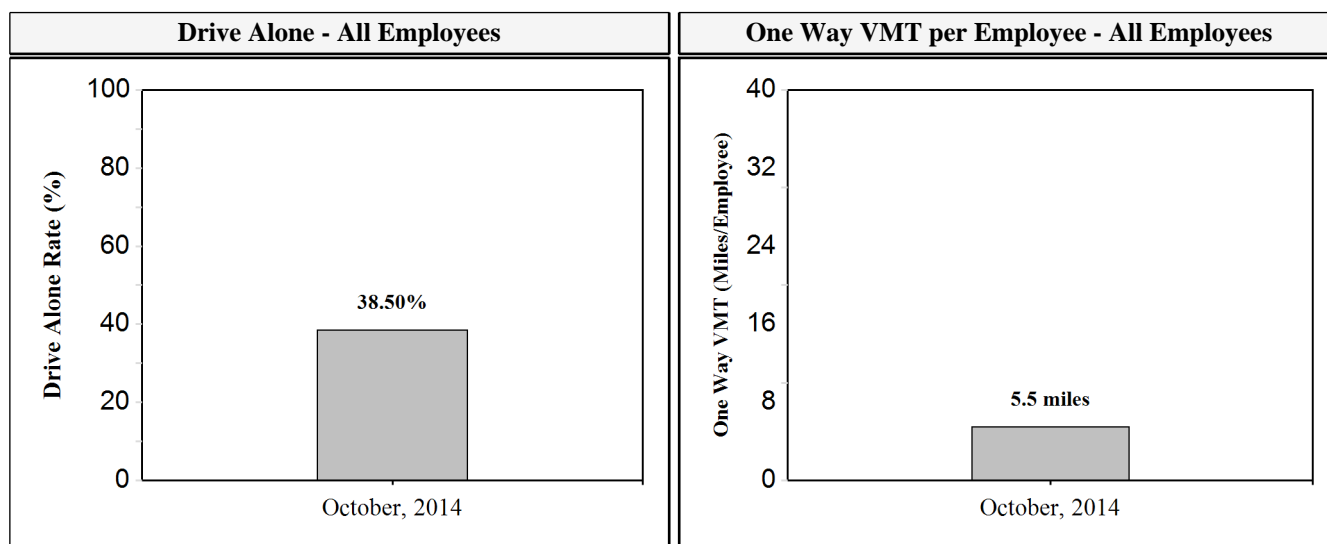 Drive Alone - All Employees
One Way VMT per Employee - All Employees
Drive Alone Rate (%)
100
80
60
40
20
0
38.50%
October, 2014
One Way VMT (Miles/Employee)
40
32
24
16
8
0
5.5 miles
October, 2014